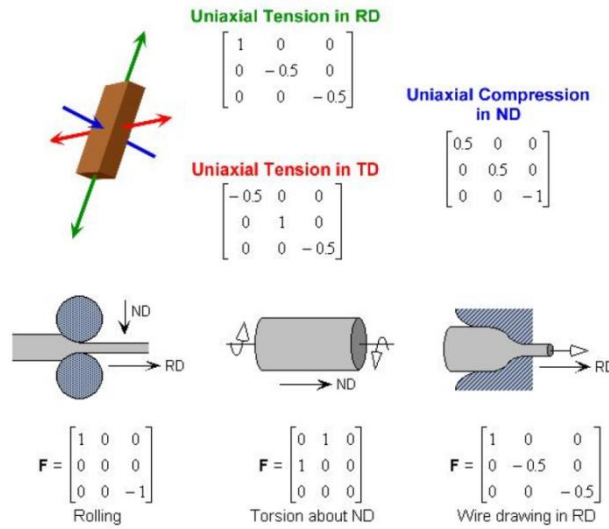 Uniaxial Tension in RD
1 0 0
0 -0.5 0
0 0 -0.5
Uniaxial Compression
in ND
0.5 0 0
0 0.5 0
0 0 -1
Uniaxial Tension in TD
-0.5 0 0
0 1 0
0 0 -0.5
ND
RD
ND
RD
F = 1 0 0
0 0 0
0 0 -1
Rolling
F = 0 1 0
1 0 0
0 0 0
Torsion about ND
F = 1 0 0
0 -0.5 0
0 0 -0.5
Wire drawing in RD